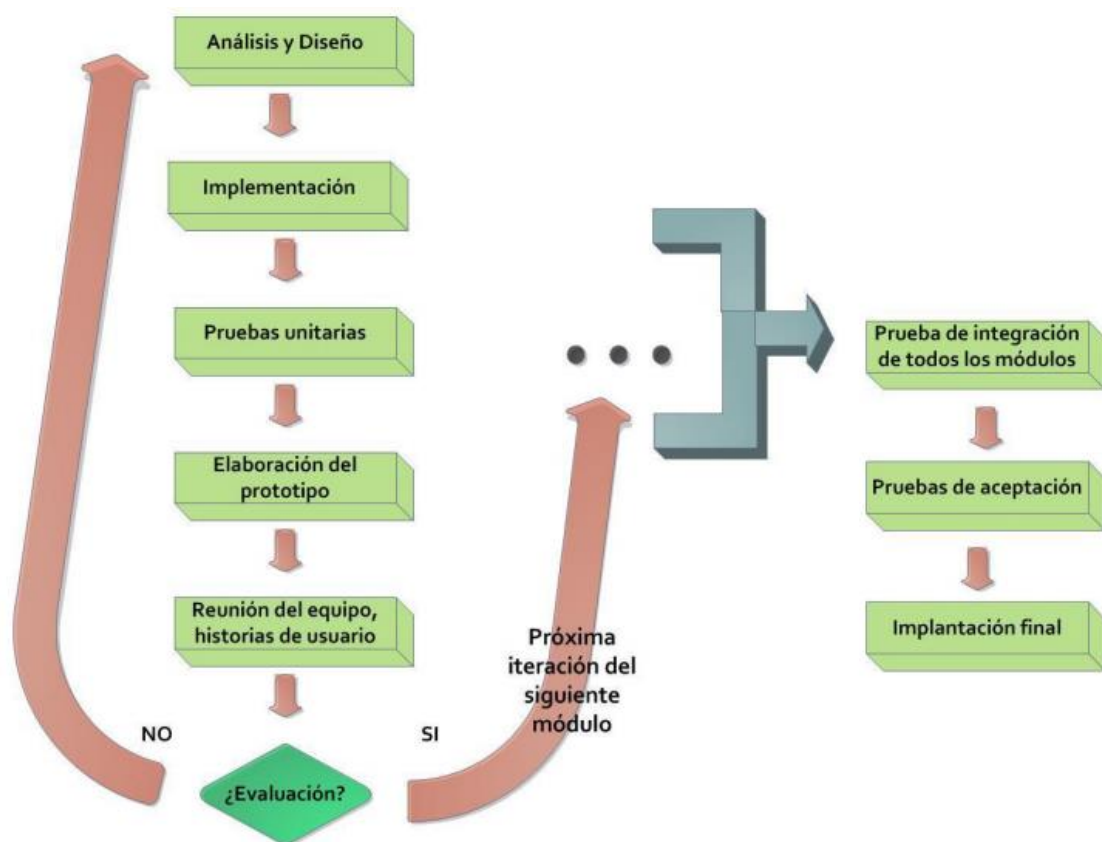 Análisis y Diseño
Implementación
Pruebas unitarias
Elaboración del
prototipo
Reunión del equipo,
historias de usuario
NO
SI
¿Evaluación?
Próxima
iteración del
siguiente
módulo
Prueba de integración
de todos los módulos
Pruebas de aceptación
Implantación final